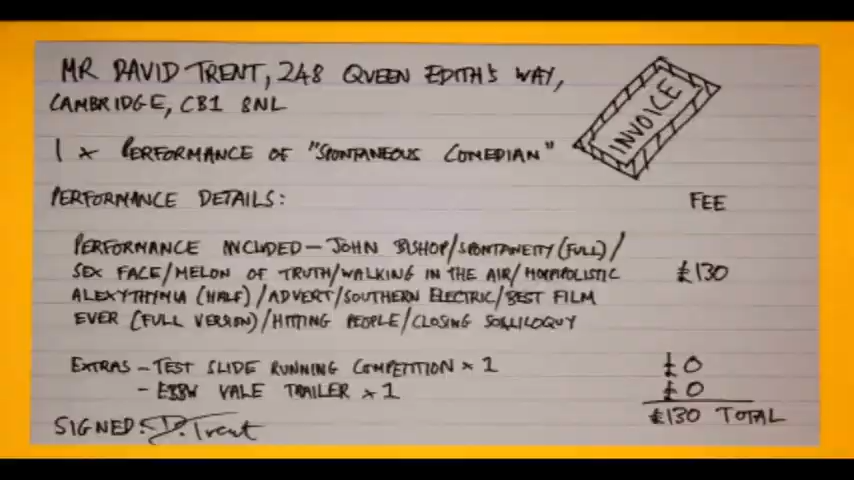 MR DAVID TRENT, 248 QUEEN EDITH'S WAY,
CAMBRIDGE, CB1 8NL
INVOICE
1 x PERFORMANCE OF "SPONTANEOUS COMEDIAN"
PERFORMANCE DETAILS:
FEE
PERFORMANCE INCLUDED - JOHN BISHOP/SPONTANEITY (FULL)/
SEX FACE/MELON OF TRUTH/WALKING IN THE AIR/
£130
ALEXYTHYMIA (HALF)/ADVERT/SOUTHERN ELECTRIC/BEST FILM
EVER (FULL VERSION)/HITTING PEOPLE/CLOSING SOLILOQUY
EXTRAS - TEST SLIDE RUNNING COMPETITION x 1
£0
- EBBW VALE TRAILER x 1
£0
£130 TOTAL
SIGNED: D. Trent